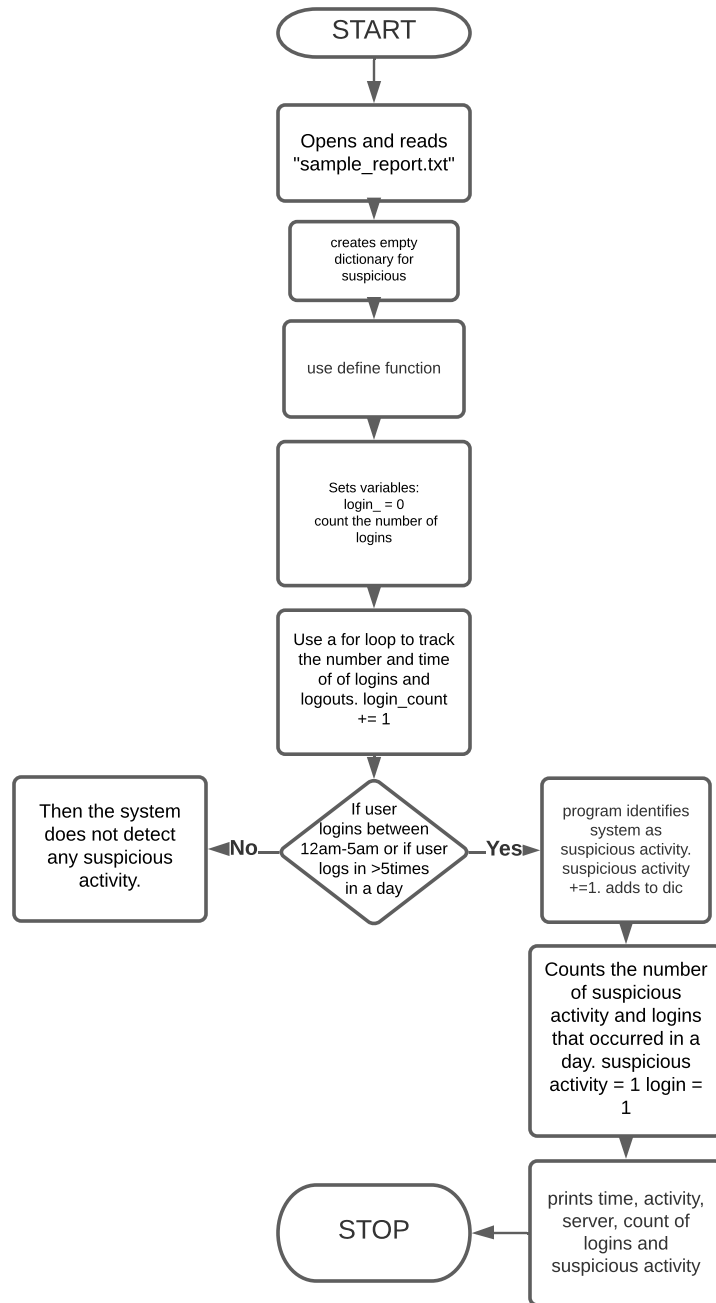 START
Opens and reads
"sample_report.txt"
creates empty
dictionary for
suspicious
use define function
Sets variables:
login_ = 0
count the number of
logins
Use a for loop to track
the number and time
of of logins and
logouts. login_count
+= 1
If user
logins between
12am-5am or if user
logs in >5times
in a day
No
Then the system
does not detect
any suspicious
activity.
Yes
program identifies
system as
suspicious activity.
suspicious activity
+=1. adds to dic
Counts the number
of suspicious
activity and logins
that occurred in a
day. suspicious
activity = 1 login =
1
prints time, activity,
server, count of
logins and
suspicious activity
STOP